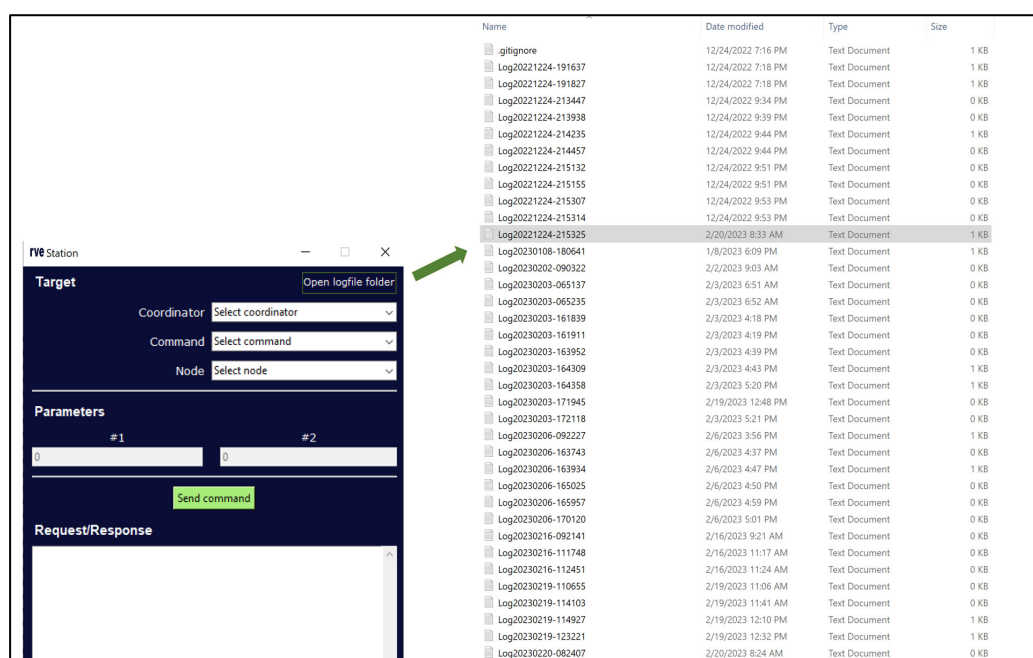 Name Date modified Type Size
.gitignore 12/24/2022 7:16 PM Text Document 1 KB
Log20221224-191637 12/24/2022 7:18 PM Text Document 1 KB
Log20221224-191827 12/24/2022 7:18 PM Text Document 1 KB
Log20221224-213447 12/24/2022 9:34 PM Text Document 0 KB
Log20221224-213938 12/24/2022 9:39 PM Text Document 0 KB
Log20221224-214235 12/24/2022 9:44 PM Text Document 1 KB
Log20221224-214457 12/24/2022 9:44 PM Text Document 0 KB
Log20221224-215132 12/24/2022 9:51 PM Text Document 0 KB
Log20221224-215155 12/24/2022 9:51 PM Text Document 0 KB
Log20221224-215307 12/24/2022 9:53 PM Text Document 0 KB
Log20221224-215314 12/24/2022 9:53 PM Text Document 0 KB
Log20221224-215325 2/20/2023 8:33 AM Text Document 1 KB
Log20230108-180641 1/8/2023 6:09 PM Text Document 1 KB
Log20230202-090322 2/2/2023 9:03 AM Text Document 0 KB
Log20230203-065137 2/3/2023 6:51 AM Text Document 0 KB
Log20230203-065235 2/3/2023 6:52 AM Text Document 0 KB
Log20230203-161839 2/3/2023 4:18 PM Text Document 0 KB
Log20230203-161911 2/3/2023 4:19 PM Text Document 0 KB
Log20230203-163952 2/3/2023 4:39 PM Text Document 0 KB
Log20230203-164309 2/3/2023 4:43 PM Text Document 1 KB
Log20230203-164358 2/3/2023 5:20 PM Text Document 1 KB
Log20230203-171945 2/19/2023 12:48 PM Text Document 0 KB
Log20230203-172118 2/3/2023 5:21 PM Text Document 0 KB
Log20230206-092227 2/6/2023 3:56 PM Text Document 1 KB
Log20230206-163743 2/6/2023 4:37 PM Text Document 0 KB
Log20230206-163934 2/6/2023 4:47 PM Text Document 1 KB
Log20230206-165025 2/6/2023 4:50 PM Text Document 0 KB
Log20230206-165957 2/6/2023 4:59 PM Text Document 0 KB
Log20230206-170120 2/6/2023 5:01 PM Text Document 0 KB
Log20230216-092141 2/16/2023 9:21 AM Text Document 0 KB
Log20230216-111748 2/16/2023 11:17 AM Text Document 0 KB
Log20230216-112451 2/16/2023 11:24 AM Text Document 0 KB
Log20230219-110655 2/19/2023 11:06 AM Text Document 0 KB
Log20230219-114103 2/19/2023 11:41 AM Text Document 0 KB
Log20230219-114927 2/19/2023 12:10 PM Text Document 1 KB
Log20230219-123221 2/19/2023 12:32 PM Text Document 1 KB
Log20230220-082407 2/20/2023 8:24 AM Text Document 0 KB
rve Station
Target Open logfile folder
Coordinator Select coordinator
Command Select command
Node Select node
Parameters
#1 #2
0 0
Send command
Request/Response